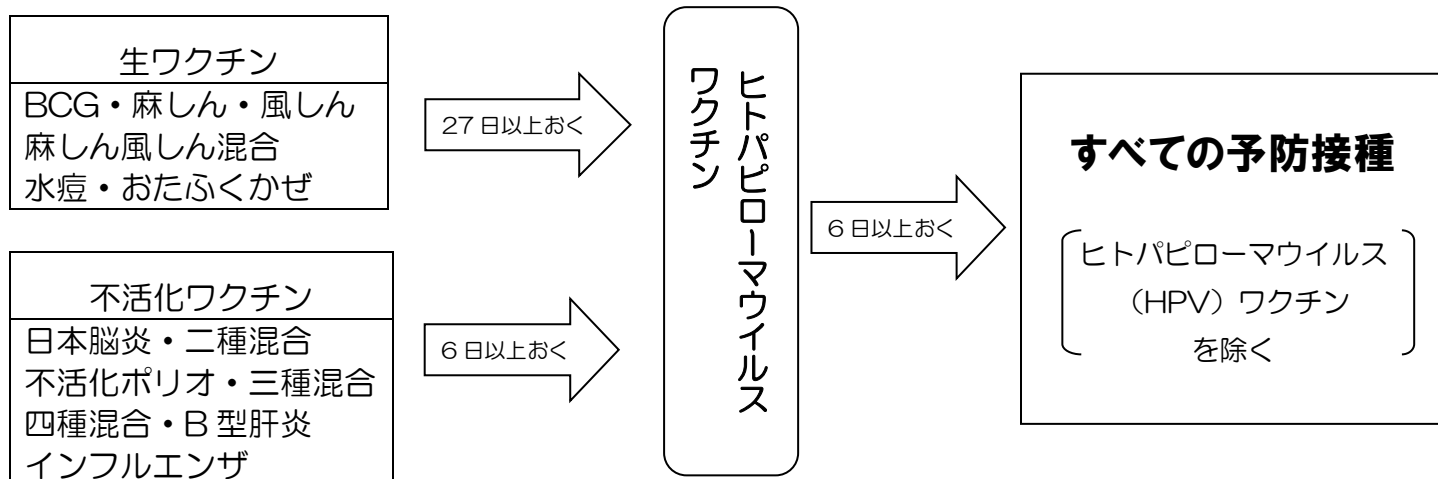 生ワクチン
BCG・麻しん・風しん
麻しん風しん混合
水痘・おたふくかぜ
27日以上おく
不活化ワクチン
日本脳炎・二種混合
不活化ポリオ・三種混合
四種混合・B型肝炎
インフルエンザ
6日以上おく
ヒトパピローマウイルス
ワクチン
6日以上おく
すべての予防接種
ヒトパピローマウイルス
（HPV）ワクチン
を除く